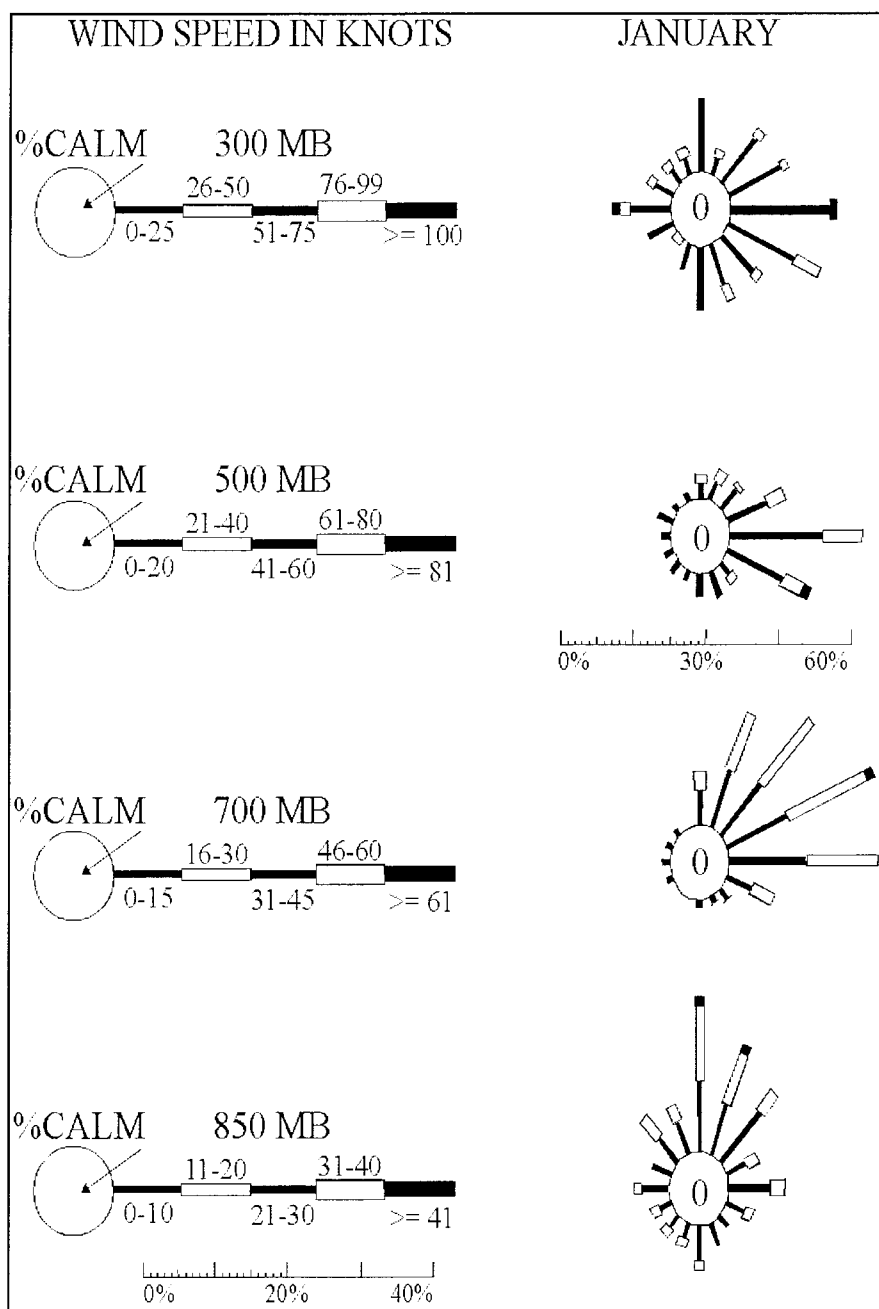 WIND SPEED IN KNOTS JANUARY
%CALM 300 MB
26-50 76-99
0-25 51-75 >= 100
0
%CALM 500 MB
21-40 61-80
0-20 41-60 >= 81
0
0% 30% 60%
%CALM 700 MB
16-30 46-60
0-15 31-45 >= 61
0
%CALM 850 MB
11-20 31-40
0-10 21-30 >= 41
0
0% 20% 40%